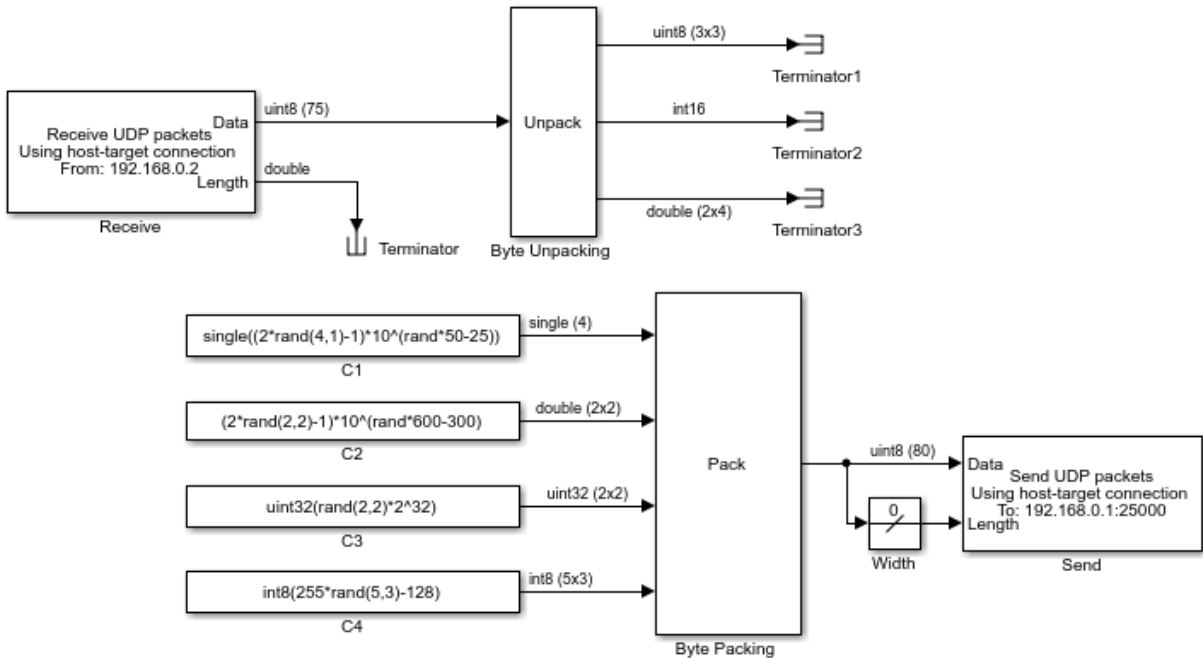 uint8 (3x3)
Terminator1
Unpack
int16
Terminator2
double (2x4)
Terminator3
Byte Unpacking
Receive UDP packets
Using host-target connection
From: 192.168.0.2
Data
Length
Receive
uint8 (75)
double
Terminator
single((2*rand(4,1)-1)*10^(rand*50-25))
C1
single (4)
(2*rand(2,2)-1)*10^(rand*600-300)
C2
double (2x2)
uint32(rand(2,2)*2^32)
C3
uint32 (2x2)
int8(255*rand(5,3)-128)
C4
int8 (5x3)
Pack
Byte Packing
uint8 (80)
0
Width
Data
Send UDP packets
Using host-target connection
To: 192.168.0.1:25000
Length
Send